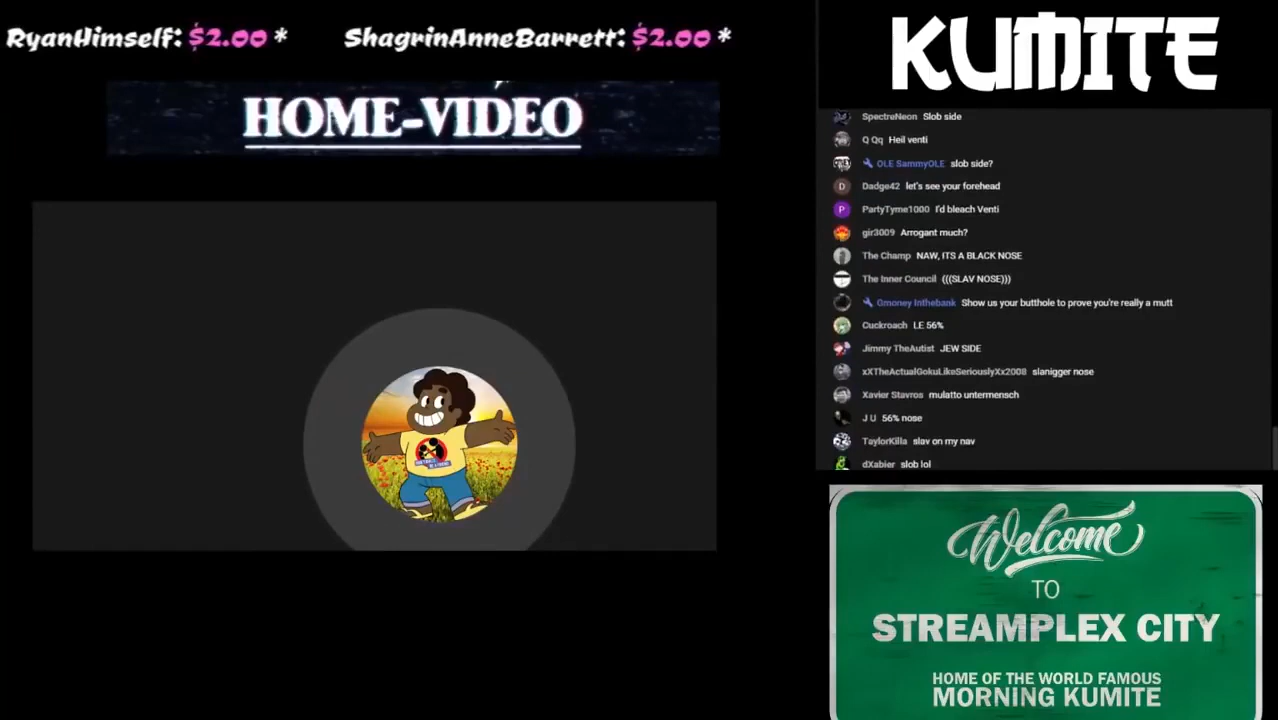 RyanHimself: $2.00 * ShagrinAnneBarrett: $2.00 *
HOME-VIDEO
KUMITE
SpectreNeon Slob side
Q Qq Heil venti
OLE SammyOLE slob side?
D Dadge42 let's see your forehead
P PartyTyme1000 I'd bleach Venti
gir3009 Arrogant much?
The Champ NAW, ITS A BLACK NOSE
The Inner Council (((SLAV NOSE)))
Gmoney Inthebank Show us your butthole to prove you're really a mutt
Cuckroach LE 56%
Jimmy TheAutist JEW SIDE
xXTheActualGokuLikeSeriouslyXx2008 slanigger nose
Xavier Stavros mulatto untermensch
J U 56% nose
TaylorKilla slav on my nav
dXabier slob lol
Welcome
TO
STREAMPLEX CITY
HOME OF THE WORLD FAMOUS
MORNING KUMITE